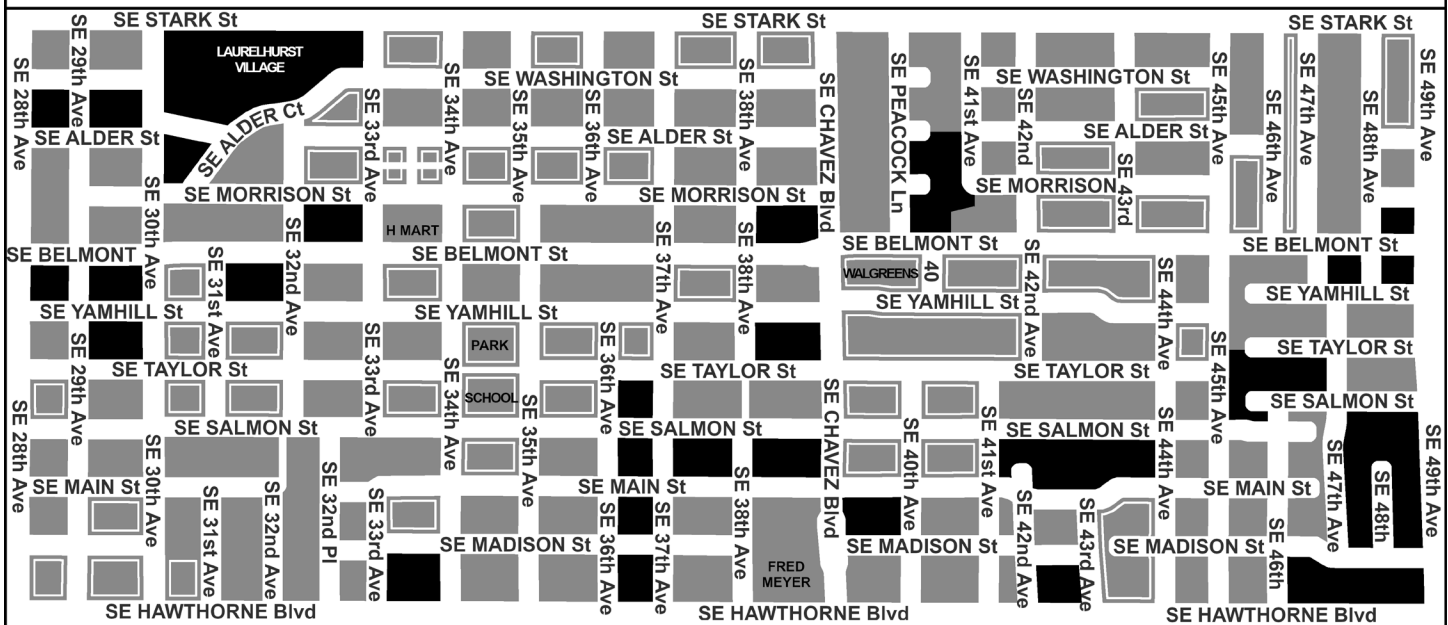 SE STARK St
SE STARK St
SE STARK St
LAURELHURST
VILLAGE
SE 28th Ave
SE 29th Ave
SE WASHINGTON St
SE WASHINGTON St
SE ALDER Ct
SE 33rd Ave
SE 34th Ave
SE 35th Ave
SE 36th Ave
SE 38th Ave
SE CHAVEZ Blvd
SE PEACOCK Ln
SE 41st Ave
SE 42nd
SE 45th Ave
SE 46th Ave
SE 47th Ave
SE 48th Ave
SE 49th Ave
SE ALDER St
SE ALDER St
SE ALDER St
SE 43rd
SE MORRISON St
SE MORRISON St
SE MORRISON
SE 30th Ave
SE 31st Ave
SE 32nd Ave
H MART
SE 37th Ave
SE 38th Ave
SE BELMONT
SE BELMONT St
SE BELMONT St
SE BELMONT St
WALGREENS
40
SE 42nd Ave
SE 44th Ave
SE YAMHILL St
SE YAMHILL St
SE YAMHILL St
SE YAMHILL St
SE 29th Ave
SE 33rd Ave
PARK
SE 36th Ave
SE 45th Ave
SE TAYLOR St
SE TAYLOR St
SE TAYLOR St
SE TAYLOR St
SE 28th Ave
SE 34th Ave
SCHOOL
SE 35th Ave
SE CHAVEZ Blvd
SE 40th Ave
SE 41st Ave
SE 44th Ave
SE SALMON St
SE SALMON St
SE SALMON St
SE SALMON St
SE 30th Ave
SE 31st Ave
SE 32nd Ave
SE 32nd Pl
SE 33rd Ave
SE 47th Ave
SE 48th
SE 49th Ave
SE MAIN St
SE MAIN St
SE MAIN St
SE 36th Ave
SE 37th Ave
SE 38th Ave
SE 42nd Ave
SE 43rd Ave
SE 46th
SE MADISON St
SE MADISON St
SE MADISON St
FRED
MEYER
SE HAWTHORNE Blvd
SE HAWTHORNE Blvd
SE HAWTHORNE Blvd